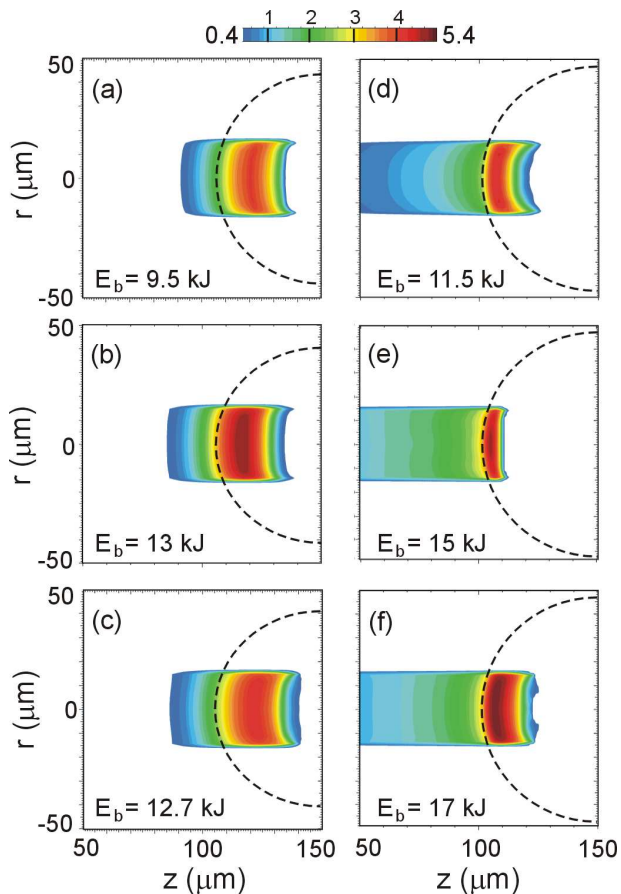 1 2 3 4
0.4 5.4
50 (a) (d)
r (μm) 0
E_b = 9.5 kJ E_b = 11.5 kJ
-50
50 (b) (e)
r (μm) 0
E_b = 13 kJ E_b = 15 kJ
-50
50 (c) (f)
r (μm) 0
E_b = 12.7 kJ E_b = 17 kJ
-50
100 150 50 100 150
z (μm) z (μm)